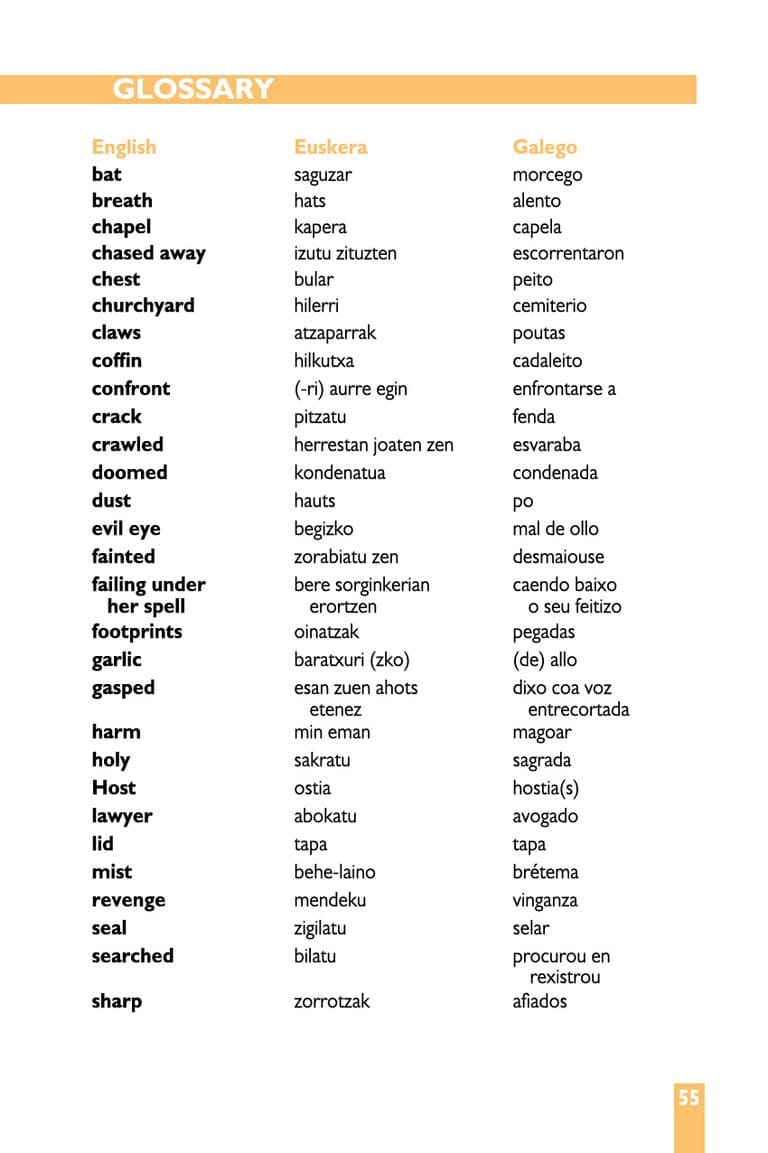 GLOSSARY
English Euskera Galego
bat saguzar morcego
breath hats alento
chapel kapera capela
chased away izutu zituzten escorrentaron
chest bular peito
churchyard hilerri cemiterio
claws atzaparrak poutas
coffin hilkutxa cadaleito
confront (-ri) aurre egin enfrontarse a
crack pitzatu fenda
crawled herrestan joaten zen esvaraba
doomed kondenatua condenada
dust hauts po
evil eye begizko mal de ollo
fainted zorabiatu zen desmaiouse
failing under bere sorginkerian caendo baixo
her spell erortzen o seu feitizo
footprints oinatzak pegadas
garlic baratxuri (zko) (de) allo
gasped esan zuen ahots dixo coa voz
etenez entrecortada
harm min eman magoar
holy sakratu sagrada
Host ostia hostia(s)
lawyer abokatu avogado
lid tapa tapa
mist behe-laino brétema
revenge mendeku vinganza
seal zigilatu selar
searched bilatu procurou en
rexistrou
sharp zorrotzak afiados
55